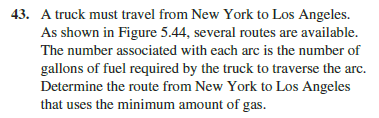 43. A truck must travel from New York to Los Angeles.
As shown in Figure 5.44, several routes are available.
The number associated with each arc is the number of
gallons of fuel required by the truck to traverse the arc.
Determine the route from New York to Los Angeles
that uses the minimum amount of gas.